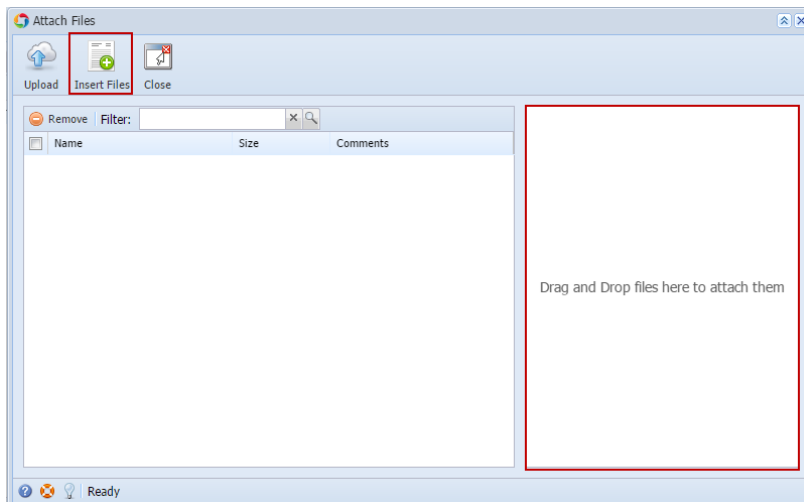 Attach Files
Upload Insert Files Close
Remove Filter:
Name Size Comments
Drag and Drop files here to attach them
Ready